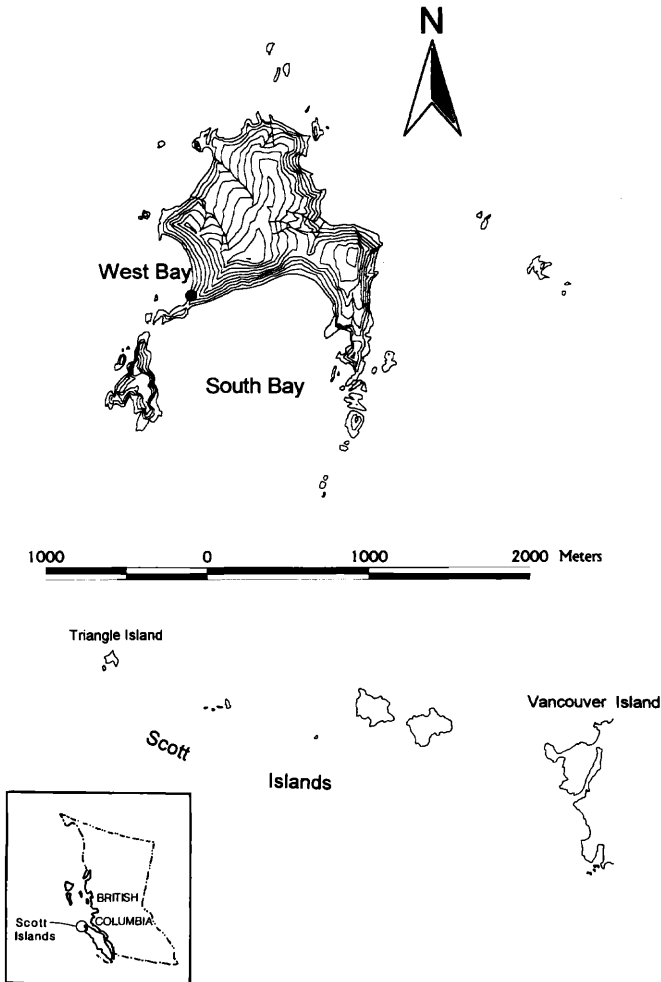 N
West Bay
South Bay
1000 0 1000 2000 Meters
Triangle Island
Vancouver Island
Scott
Islands
BRITISH
COLUMBIA
Scott
Islands